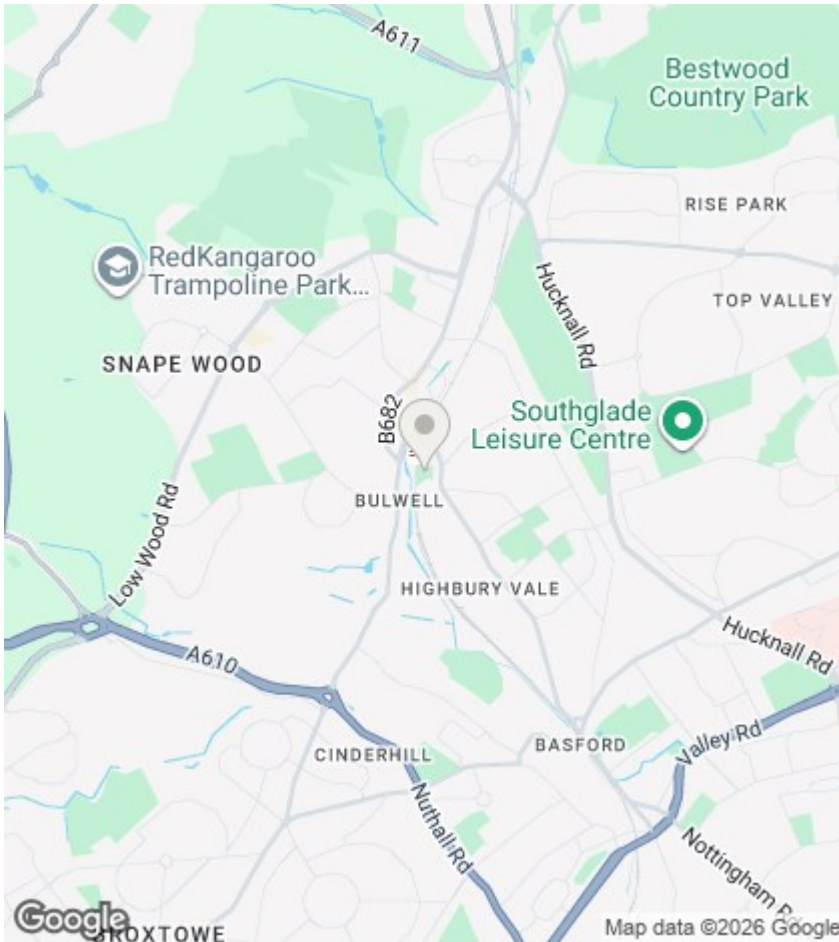 A611
Bestwood
Country Park
RISE PARK
RedKangaroo
Trampoline Park...
Hucknall Rd
TOP VALLEY
SNAPE WOOD
B682
Southglade
Leisure Centre
BULWELL
Low Wood Rd
HIGHBURY VALE
Hucknall Rd
A610
BASFORD
Valley Rd
CINDERHILL
Nuthall Rd
Nottingham
Google
BROXTOWE
Map data ©2026 Google